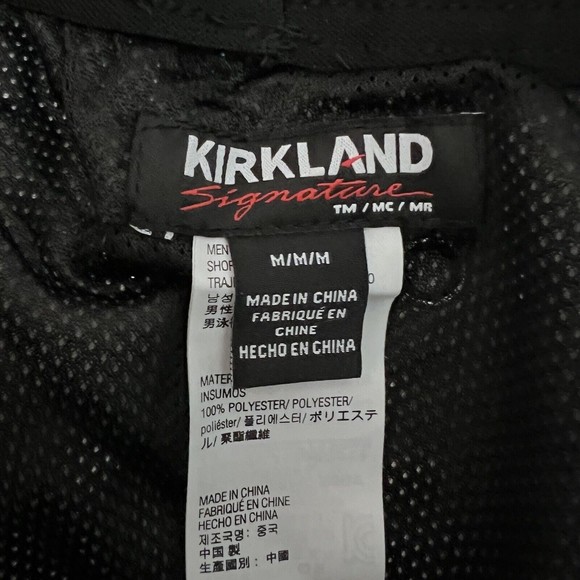 KIRKLAND
Signature
TM / MC / MR
M/M/M
MADE IN CHINA
FABRIQUÉ EN
CHINE
HECHO EN CHINA
MEN
SHOR
TRAJ
남성
男性
男泳
MATER
INSUMOS
100% POLYESTER/ POLYESTER/
poliéster/ 폴리에스터/ ポリエステ
ル/ 聚酯纖維
MADE IN CHINA
FABRIQUÉ EN CHINE
HECHO EN CHINA
제조국명: 중국
中国 製
生產國別: 中國